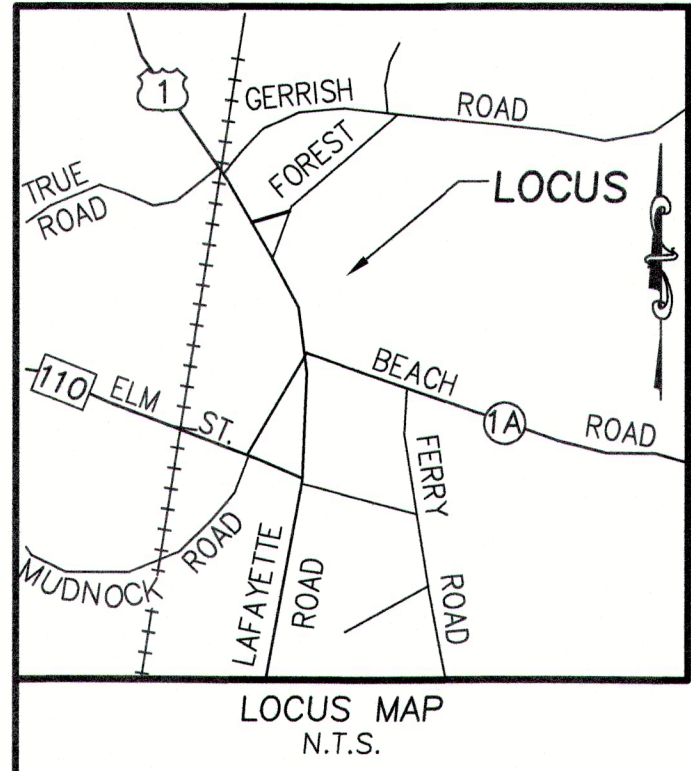 1
GERRISH ROAD
FOREST
TRUE
ROAD
LOCUS
110
ELM ST.
BEACH
1A
ROAD
FERRY
ROAD
MUDNOCK ROAD
LAFAYETTE
ROAD
LOCUS MAP
N.T.S.